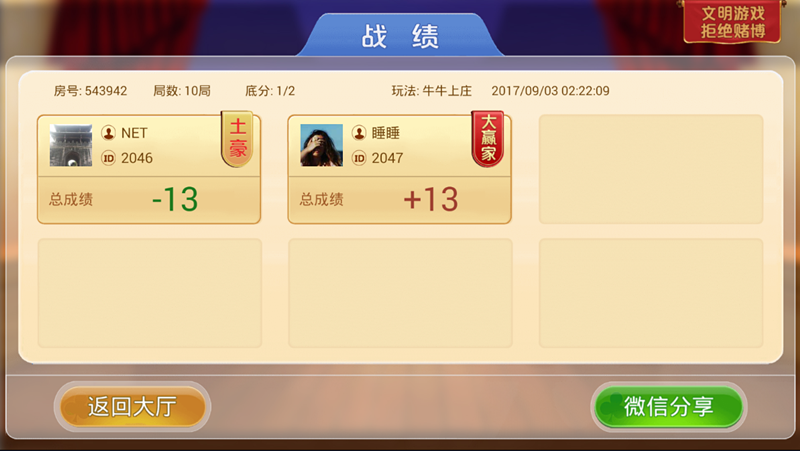 战 绩
文明游戏
拒绝赌博
房号: 543942 局数: 10局 底分: 1/2 玩法: 牛牛上庄 2017/09/03 02:22:09
NET
ID 2046
土豪
总成绩 -13
睡睡
ID 2047
大赢家
总成绩 +13
返回大厅
微信分享